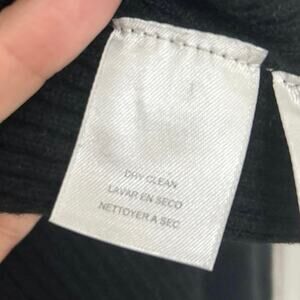 DRY CLEAN
LAVAR EN SECO
NETTOYER A SEC